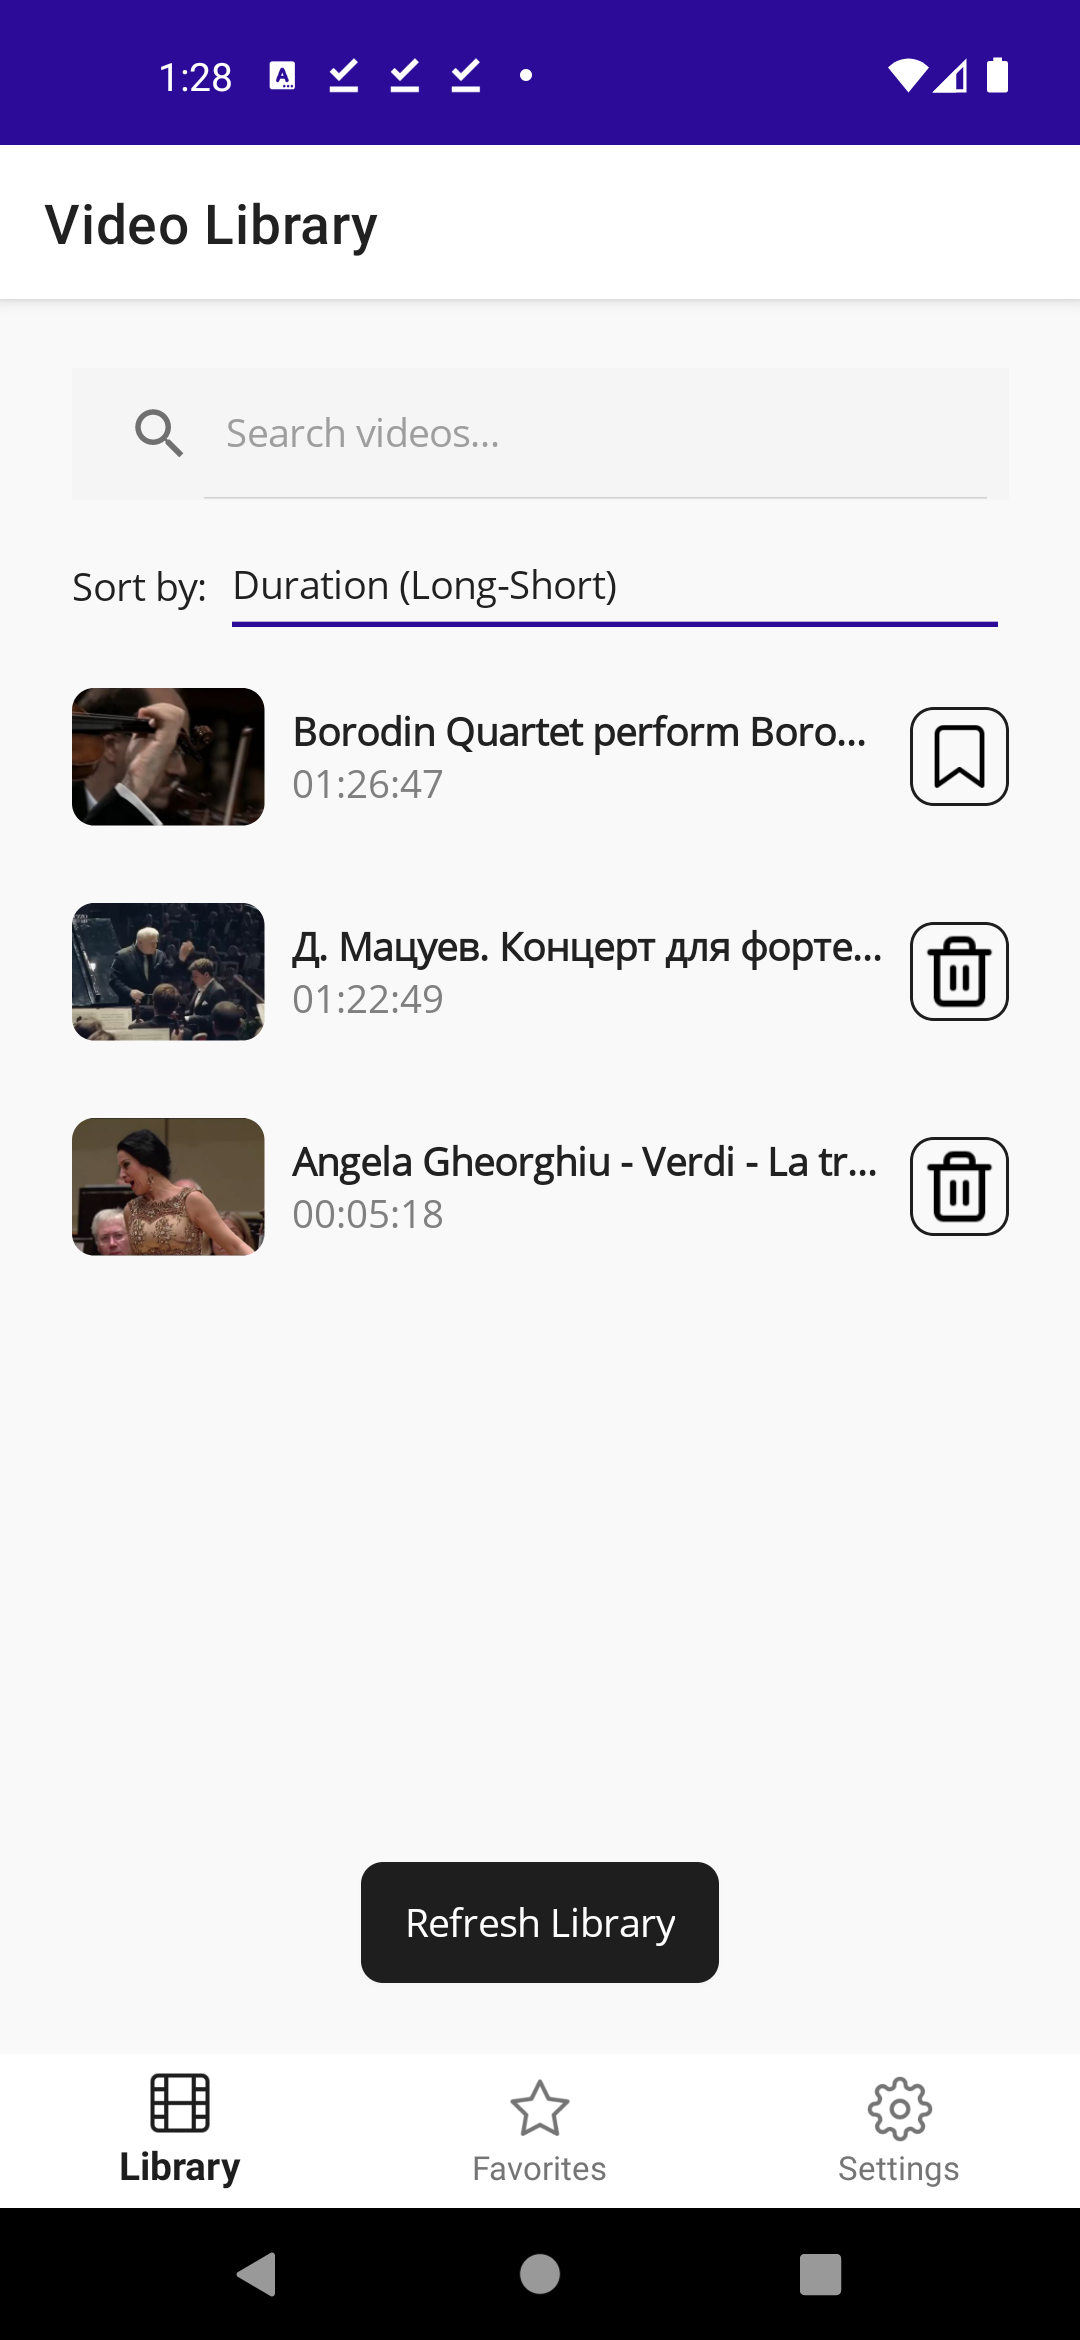 1:28
Video Library
Search videos...
Sort by: Duration (Long-Short)
Borodin Quartet perform Boro...
01:26:47
Д. Мацуев. Концерт для форте...
01:22:49
Angela Gheorghiu - Verdi - La tr...
00:05:18
Refresh Library
Library Favorites Settings